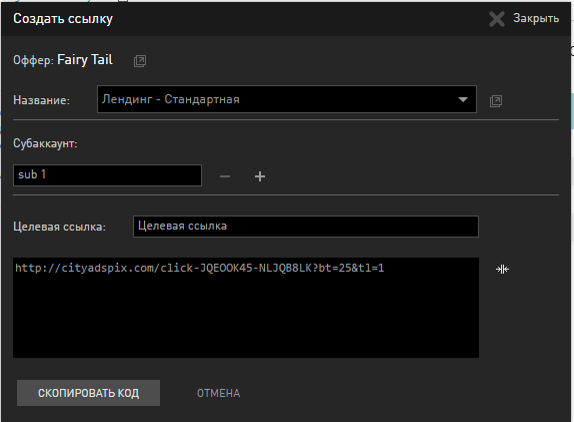 Создать ссылку
Закрыть
Оффер: Fairy Tail
Название: Лендинг - Стандартная
Субаккаунт:
sub 1
Целевая ссылка: Целевая ссылка
http://cityadspix.com/click-JQEOOK45-NLJQB8LK?bt=25&tl=1
СКОПИРОВАТЬ КОД ОТМЕНА